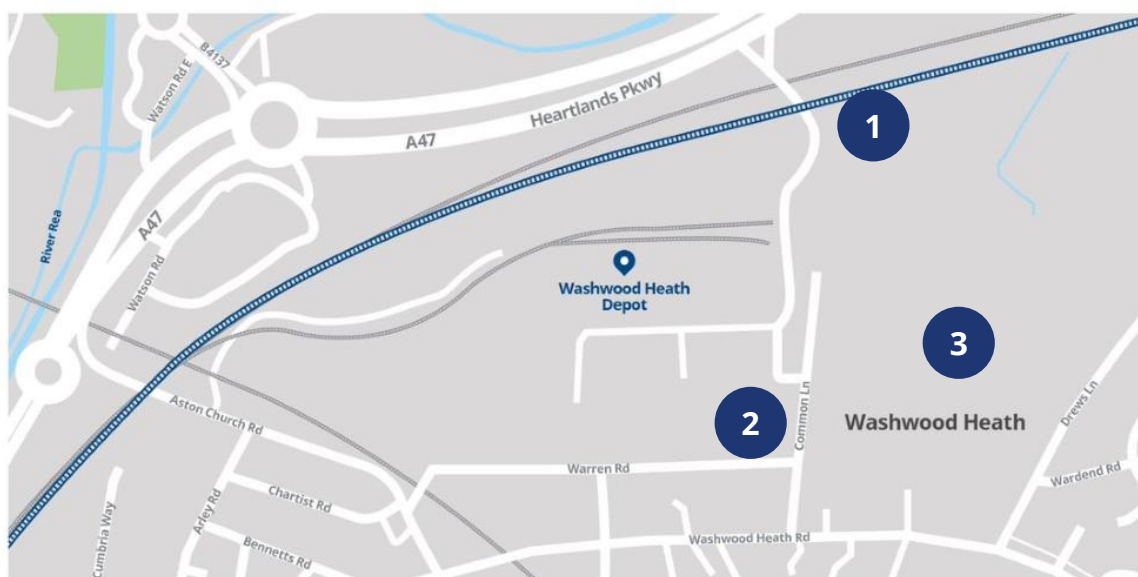 B4137
Watson Rd E
Heartlands Pkwy
A47
1
River Rea
A47
Watson Rd
Washwood Heath
Depot
3
2
Common Ln
Drews Ln
Aston Church Rd
Washwood Heath
Warren Rd
Wardend Rd
Chartist Rd
Arley Rd
Cumbria Way
Bennetts Rd
Washwood Heath Rd